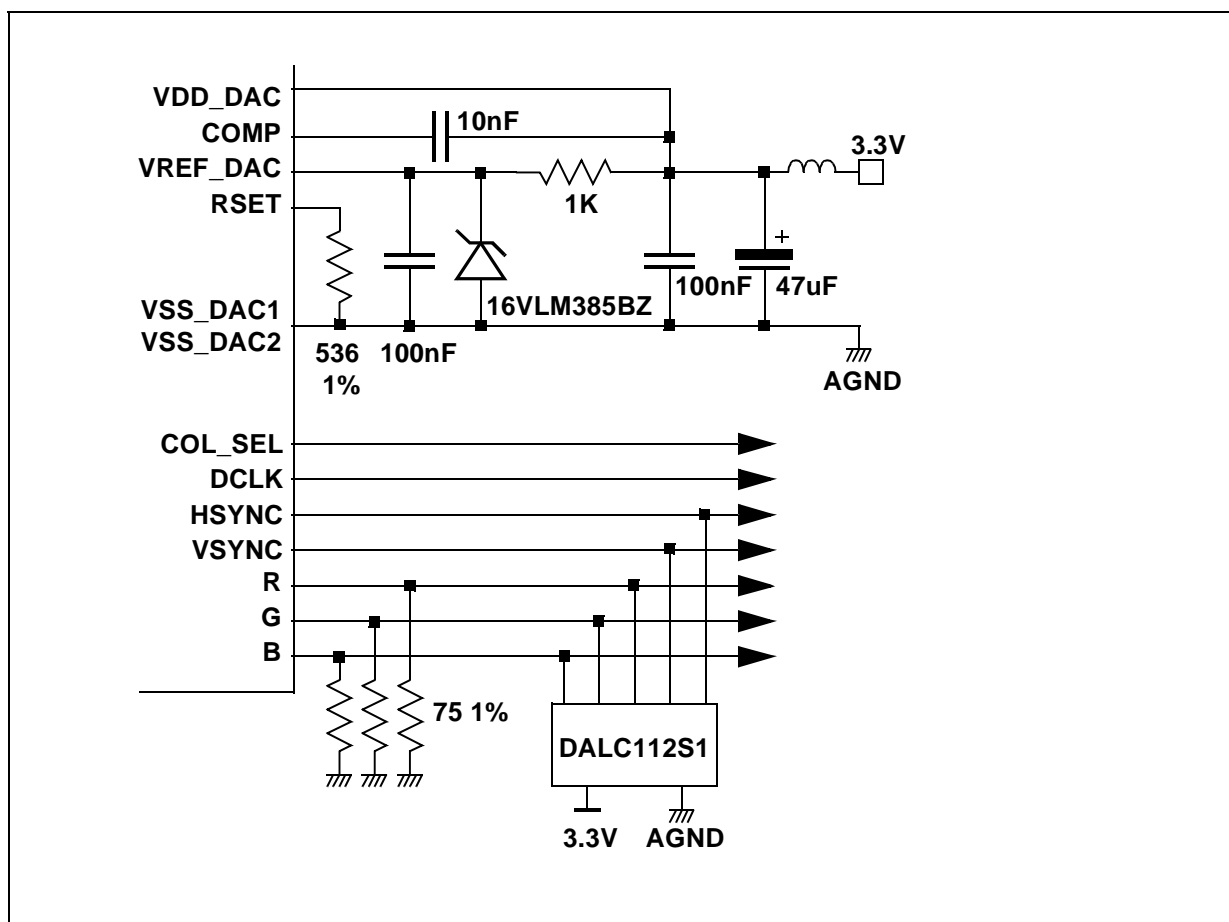 VDD_DAC
COMP
10nF
VREF_DAC
3.3V
RSET
1K
+
16VLM385BZ
100nF
47uF
VSS_DAC1
VSS_DAC2
536
1%
100nF
AGND
COL_SEL
DCLK
HSYNC
VSYNC
R
G
B
75 1%
DALC112S1
3.3V
AGND